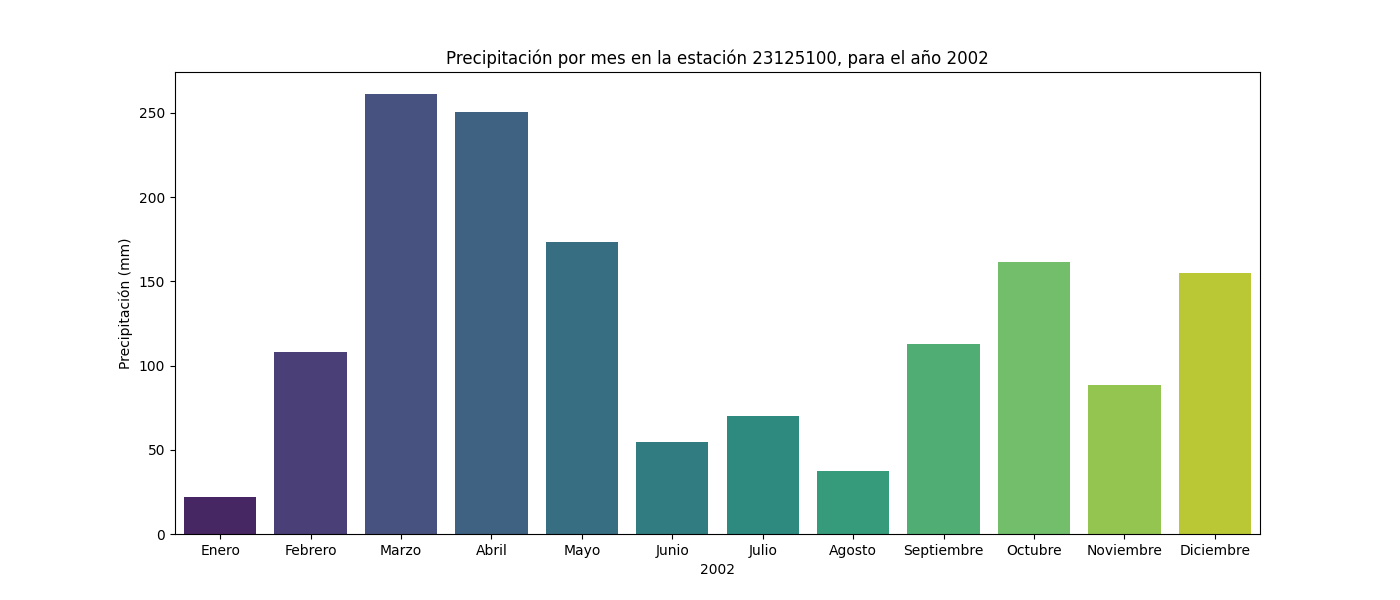 Precipitación por mes en la estación 23125100, para el año 2002
Precipitación (mm)
250
200
150
100
50
0
Enero Febrero Marzo Abril Mayo Junio Julio Agosto Septiembre Octubre Noviembre Diciembre
2002